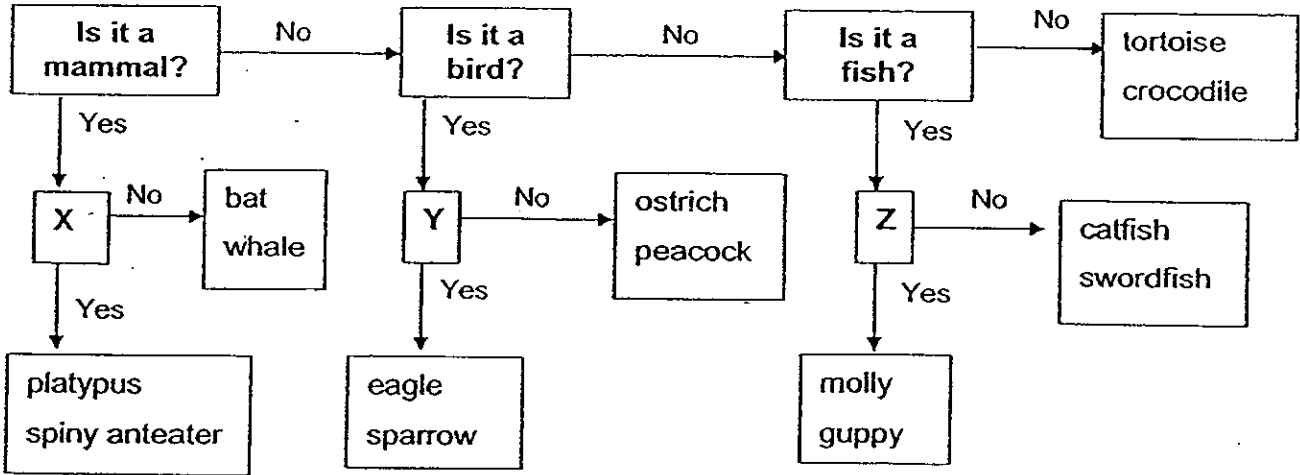 Is it a
mammal?
No
Is it a
bird?
No
Is it a
fish?
No
tortoise
crocodile
Yes
Yes
Yes
X
No
bat
whale
Y
No
ostrich
peacock
Z
No
catfish
swordfish
Yes
Yes
Yes
platypus
spiny anteater
eagle
sparrow
molly
guppy